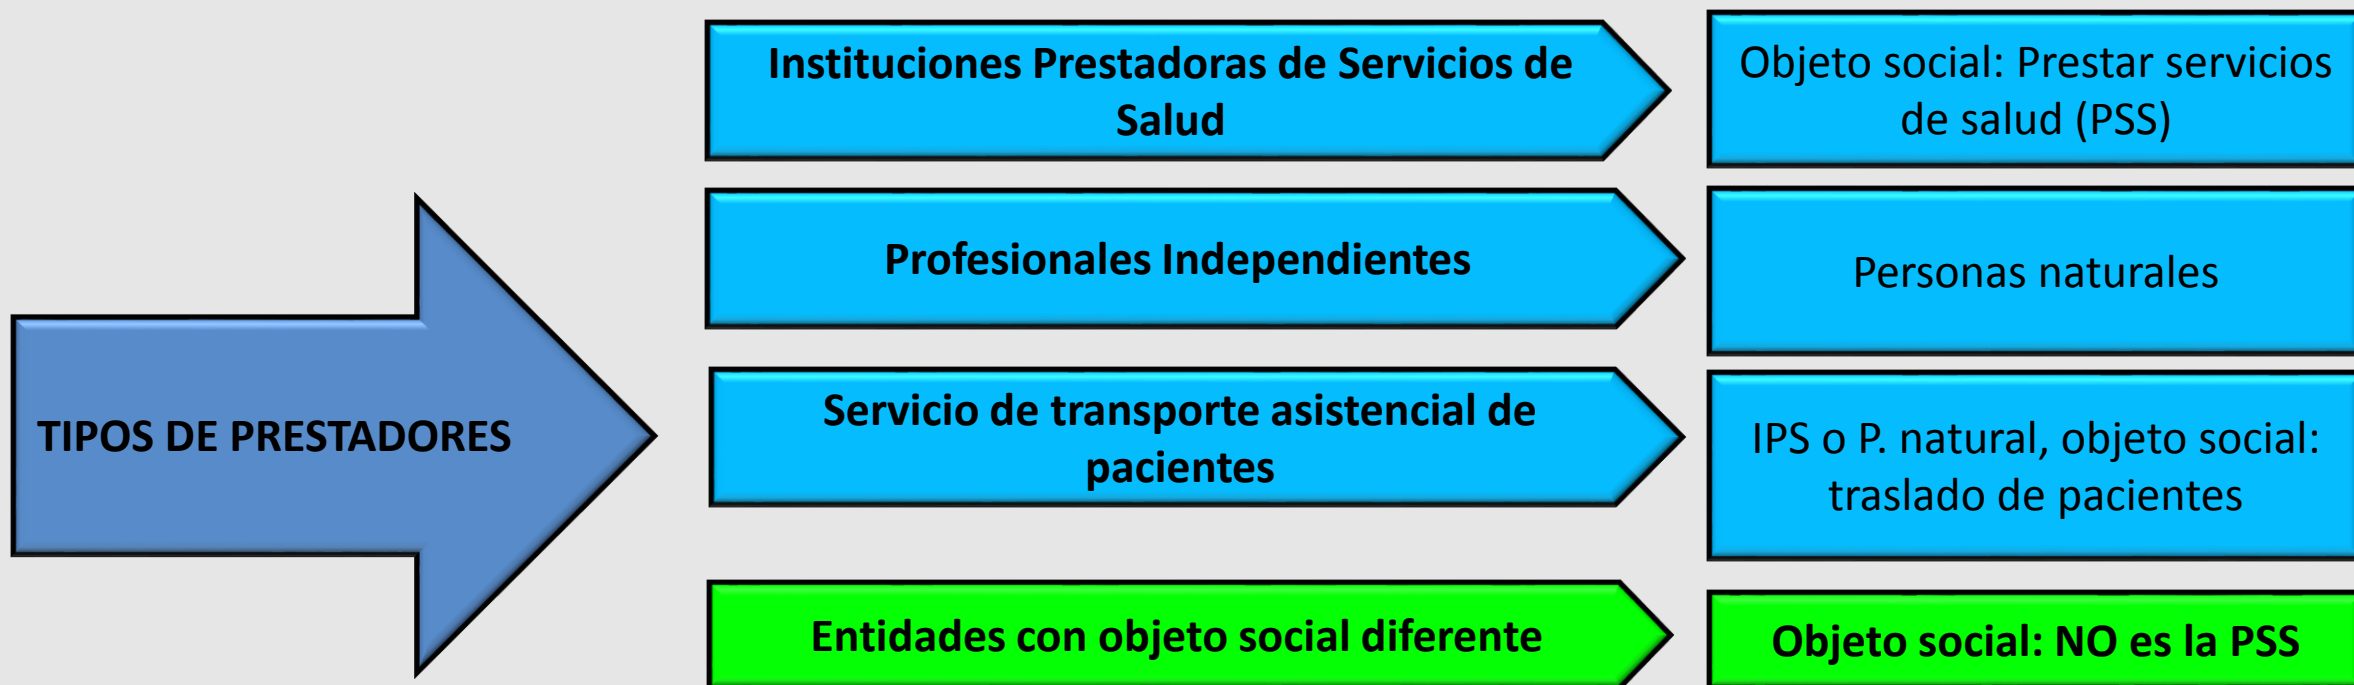 Instituciones Prestadoras de Servicios de
Salud
Objeto social: Prestar servicios
de salud (PSS)
Profesionales Independientes
Personas naturales
TIPOS DE PRESTADORES
Servicio de transporte asistencial de
pacientes
IPS o P. natural, objeto social:
traslado de pacientes
Entidades con objeto social diferente
Objeto social: NO es la PSS